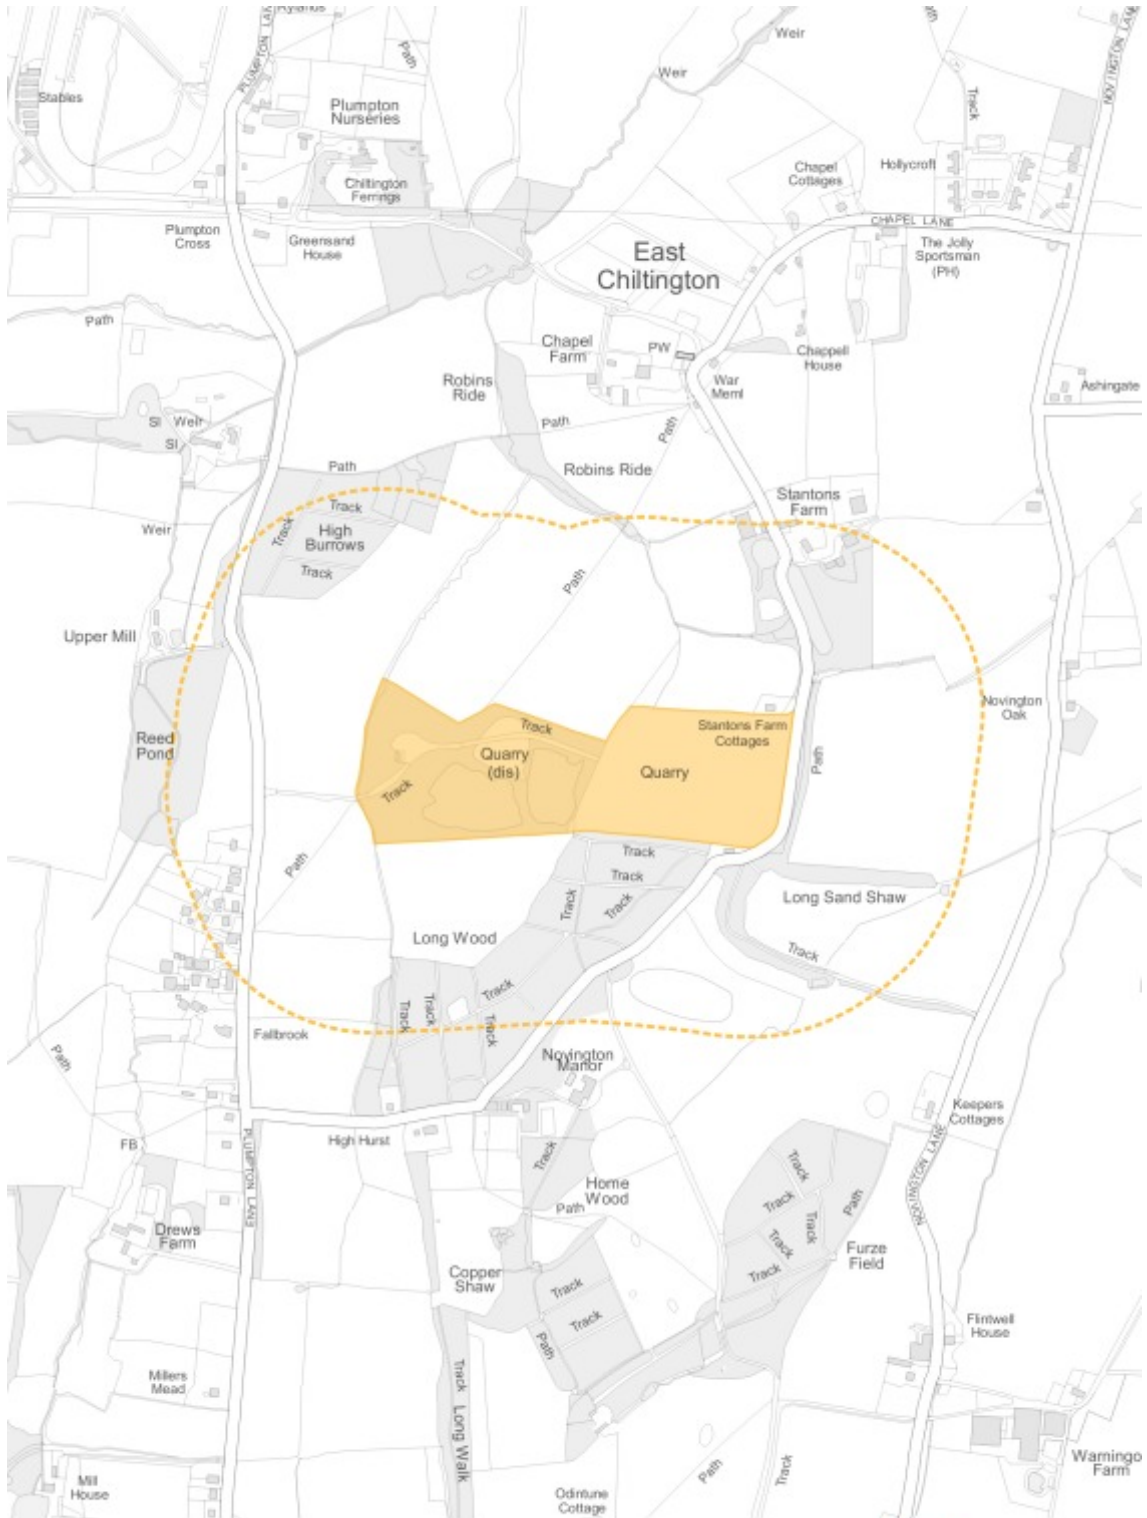 Rylands
PLUMPTON LANE
Path
Weir
Path
NOVINGTON LANE
Weir
Stables
Track
Plumpton
Nurseries
Chiltington
Ferrings
Chapel
Cottages
Hollycroft
CHAPEL LANE
Plumpton
Cross
Greensand
House
East
Chiltington
The Jolly
Sportsman
(PH)
Path
Chapel
Farm
PW
Chappell
House
Robins
Ride
War
Meml
Ashingate
Sl
Weir
Sl
Path
Path
Path
Robins Ride
Stantons
Farm
Track
Track
High
Burrows
Track
Weir
Path
Upper Mill
Novington
Oak
Reed
Pond
Track
Stantons Farm
Cottages
Quarry
(dis)
Quarry
Path
Track
Path
Track
Track
Track
Track
Long Sand Shaw
Long Wood
Track
Track
Track
Track
Track
Fallbrook
Path
Novington
Manor
Keepers
Cottages
High Hurst
FB
PLUMPTON LANE
Track
NOVINGTON LANE
Track
Home
Wood
Track
Path
Path
Track
Track
Drews
Farm
Furze
Field
Copper
Shaw
Track
Track
Track
Flintwell
House
Path
Millers
Mead
Track
Long Walk
Path
Track
Warningo
Farm
Mill
House
Odintune
Cottage